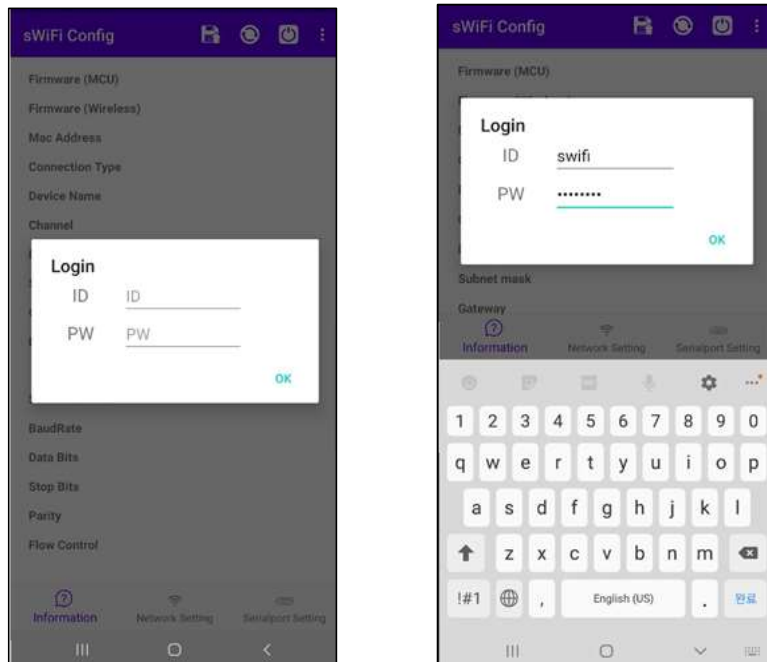 sWiFi Config
Firmware (MCU)
Firmware (Wireless)
Mac Address
Connection Type
Device Name
Channel
Login
ID ID
PW PW
OK
BaudRate
Data Bits
Stop Bits
Parity
Flow Control
Information Network Setting Serialport Setting
sWiFi Config
Firmware (MCU)
Login
ID swifi
PW ••••••••
OK
Subnet mask
Gateway
Information Network Setting Serialport Setting
1 2 3 4 5 6 7 8 9 0
q w e r t y u i o p
a s d f g h j k l
z x c v b n m
!#1 , English (US) . 완료